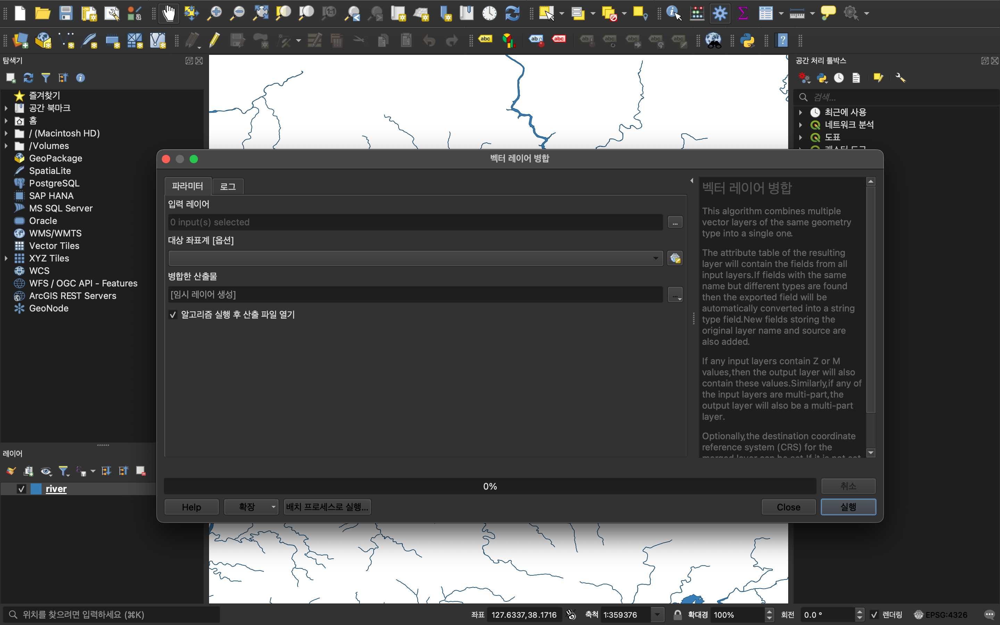 탐색기
즐겨찾기
공간 북마크
홈
/ (Macintosh HD)
/Volumes
GeoPackage
SpatiaLite
PostgreSQL
SAP HANA
MS SQL Server
Oracle
WMS/WMTS
Vector Tiles
XYZ Tiles
WCS
WFS / OGC API - Features
ArcGIS REST Servers
GeoNode
레이어
river
위치를 찾으려면 입력하세요 (⌘K)
공간 처리 툴박스
검색...
최근에 사용
네트워크 분석
도표
벡터 레이어 병합
파라미터
로그
입력 레이어
0 input(s) selected
...
대상 좌표계 [옵션]
병합한 산출물
[임시 레이어 생성]
...
알고리즘 실행 후 산출 파일 열기
벡터 레이어 병합
This algorithm combines multiple
vector layers of the same geometry
type into a single one.
The attribute table of the resulting
layer will contain the fields from all
input layers.If fields with the same
name but different types are found
then the exported field will be
automatically converted into a string
type field.New fields storing the
original layer name and source are
also added.
If any input layers contain Z or M
values,then the output layer will also
contain these values.Similarly,if any of
the input layers are multi-part,the
output layer will also be a multi-part
layer.
Optionally,the destination coordinate
reference system (CRS) for the
0%
취소
Help
확장
배치 프로세스로 실행...
Close
실행
좌표
127.6337,38.1716
축척
1:359376
확대경
100%
회전
0.0 °
렌더링
EPSG:4326